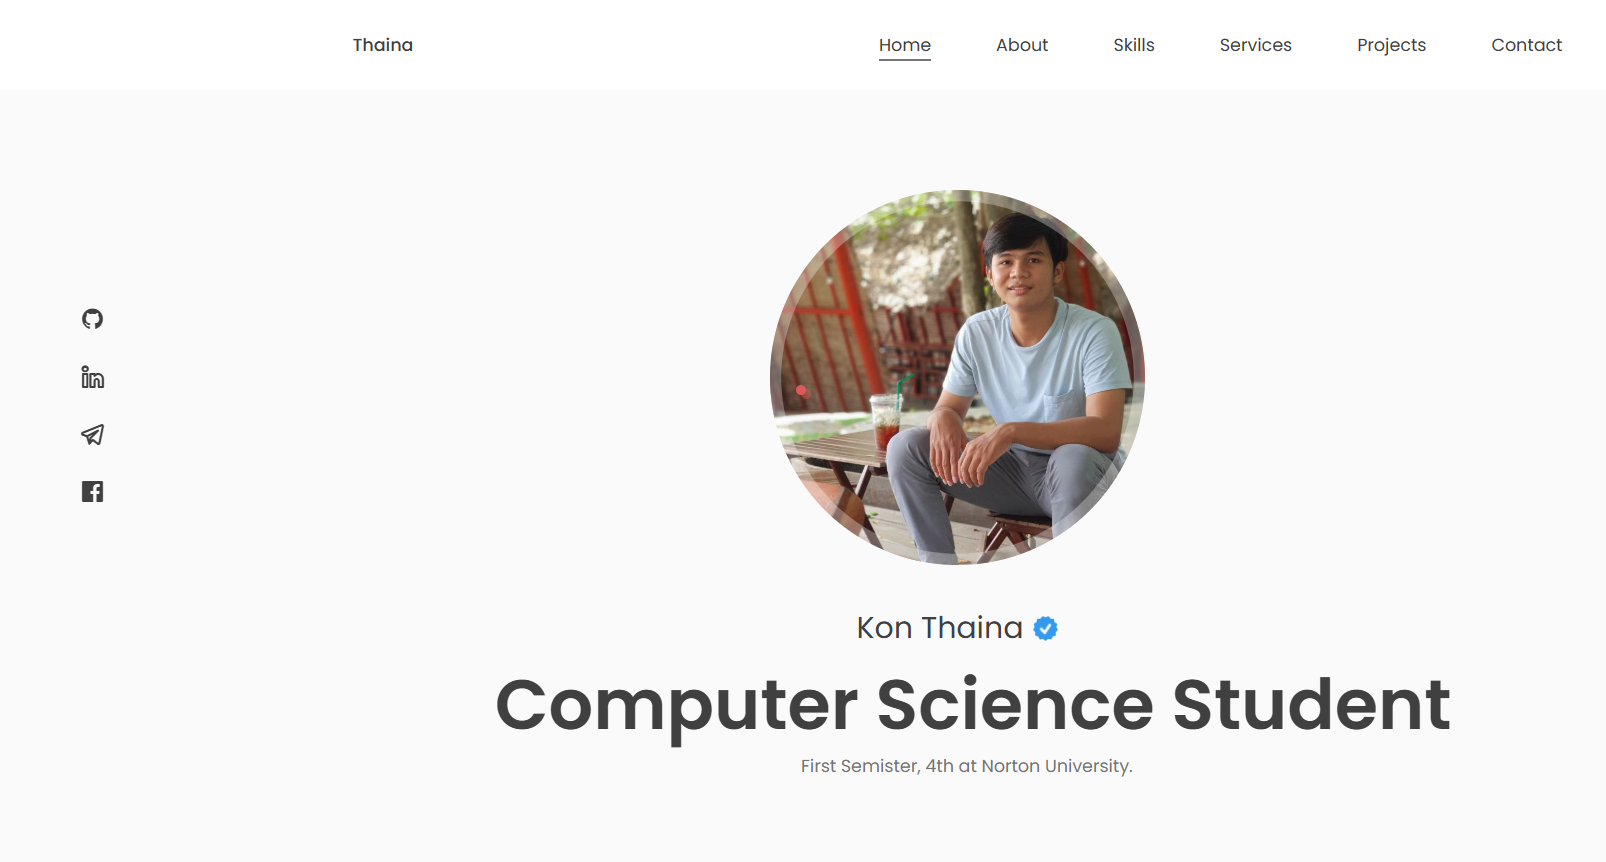 Thaina
Home About Skills Services Projects Contact
Kon Thaina
Computer Science Student
First Semister, 4th at Norton University.